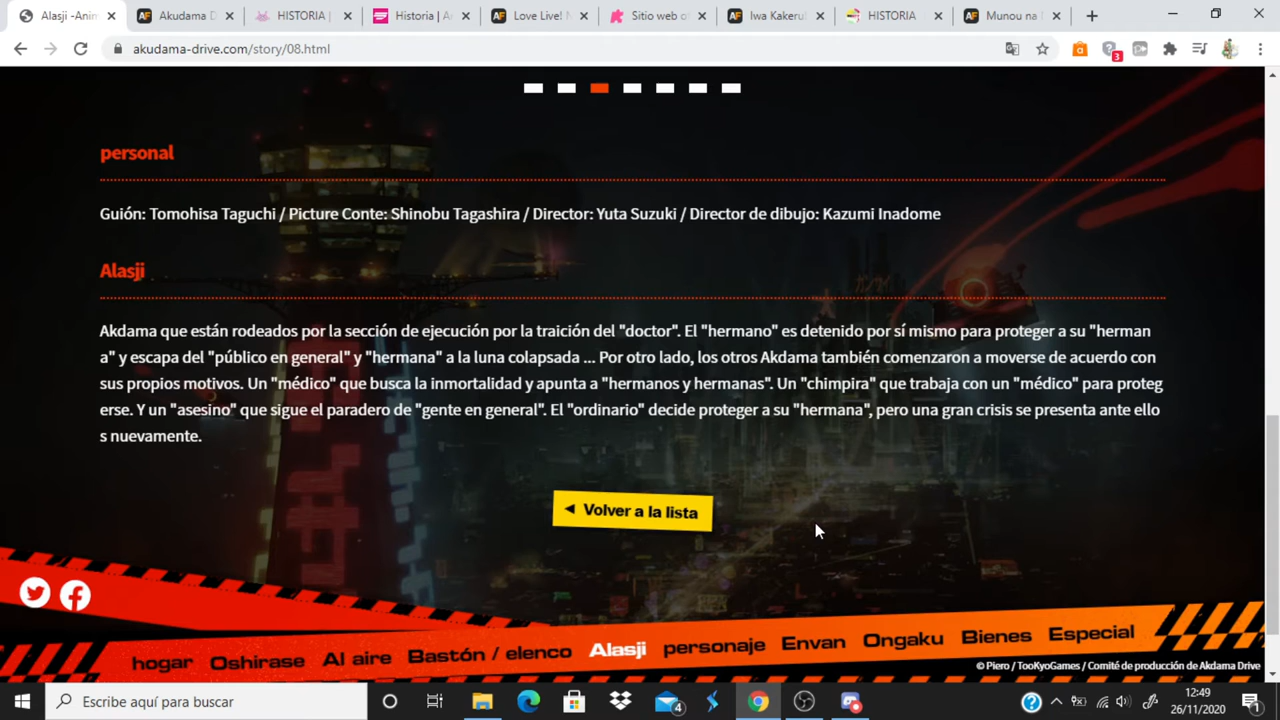 Alasji -Anim
Akudama D
HISTORIA |
Historia | A
Love Live! N
Sitio web o
Iwa Kakeru
HISTORIA
Munou na
akudama-drive.com/story/08.html
3
personal
Guión: Tomohisa Taguchi / Picture Conte: Shinobu Tagashira / Director: Yuta Suzuki / Director de dibujo: Kazumi Inadome
Alasji
Akdama que están rodeados por la sección de ejecución por la traición del "doctor". El "hermano" es detenido por sí mismo para proteger a su "herman
a" y escapa del "público en general" y "hermana" a la luna colapsada ... Por otro lado, los otros Akdama también comenzaron a moverse de acuerdo con
sus propios motivos. Un "médico" que busca la inmortalidad y apunta a "hermanos y hermanas". Un "chimpira" que trabaja con un "médico" para proteg
erse. Y un "asesino" que sigue el paradero de "gente en general". El "ordinario" decide proteger a su "hermana", pero una gran crisis se presenta ante ello
s nuevamente.
◄ Volver a la lista
hogar Oshirase Al aire Bastón / elenco Alasji personaje Envan Ongaku Bienes Especial
© Piero / TooKyoGames / Comité de producción de Akdama Drive
Escribe aquí para buscar
4
12:49
26/11/2020
1